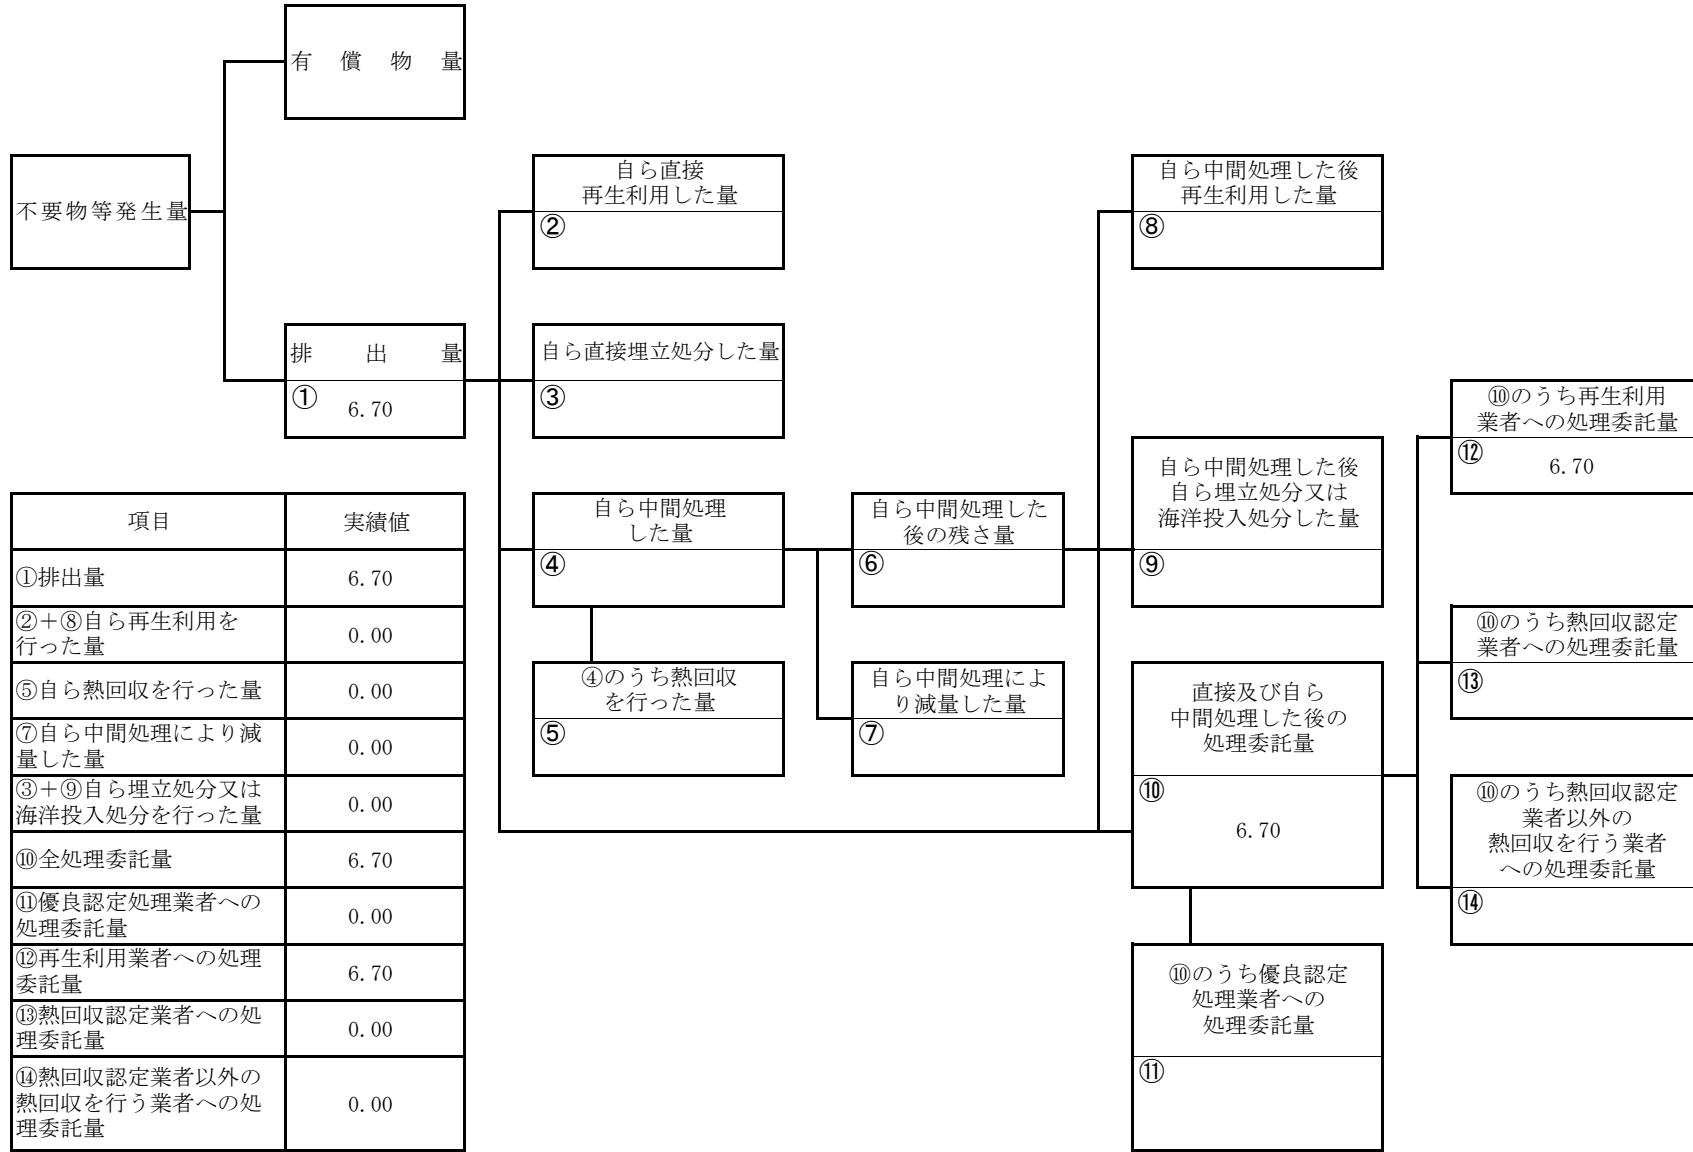 有償物量
不要物等発生量
排出量
①
6.70
自ら直接
再生利用した量
②
自ら直接埋立処分した量
③
自ら中間処理
した量
④
④のうち熱回収
を行った量
⑤
自ら中間処理した
後の残さ量
⑥
自ら中間処理によ
り減量した量
⑦
自ら中間処理した後
再生利用した量
⑧
自ら中間処理した後
自ら埋立処分又は
海洋投入処分した量
⑨
直接及び自ら
中間処理した後の
処理委託量
⑩
6.70
⑩のうち優良認定
処理業者への
処理委託量
⑪
⑩のうち再生利用
業者への処理委託量
⑫
6.70
⑩のうち熱回収認定
業者への処理委託量
⑬
⑩のうち熱回収認定
業者以外の
熱回収を行う業者
への処理委託量
⑭
項目 実績値
①排出量 6.70
②+⑧自ら再生利用を
行った量 0.00
⑤自ら熱回収を行った量 0.00
⑦自ら中間処理により減
量した量 0.00
③+⑨自ら埋立処分又は
海洋投入処分を行った量 0.00
⑩全処理委託量 6.70
⑪優良認定処理業者への
処理委託量 0.00
⑫再生利用業者への処理
委託量 6.70
⑬熱回収認定業者への処
理委託量 0.00
⑭熱回収認定業者以外の
熱回収を行う業者への処
理委託量 0.00